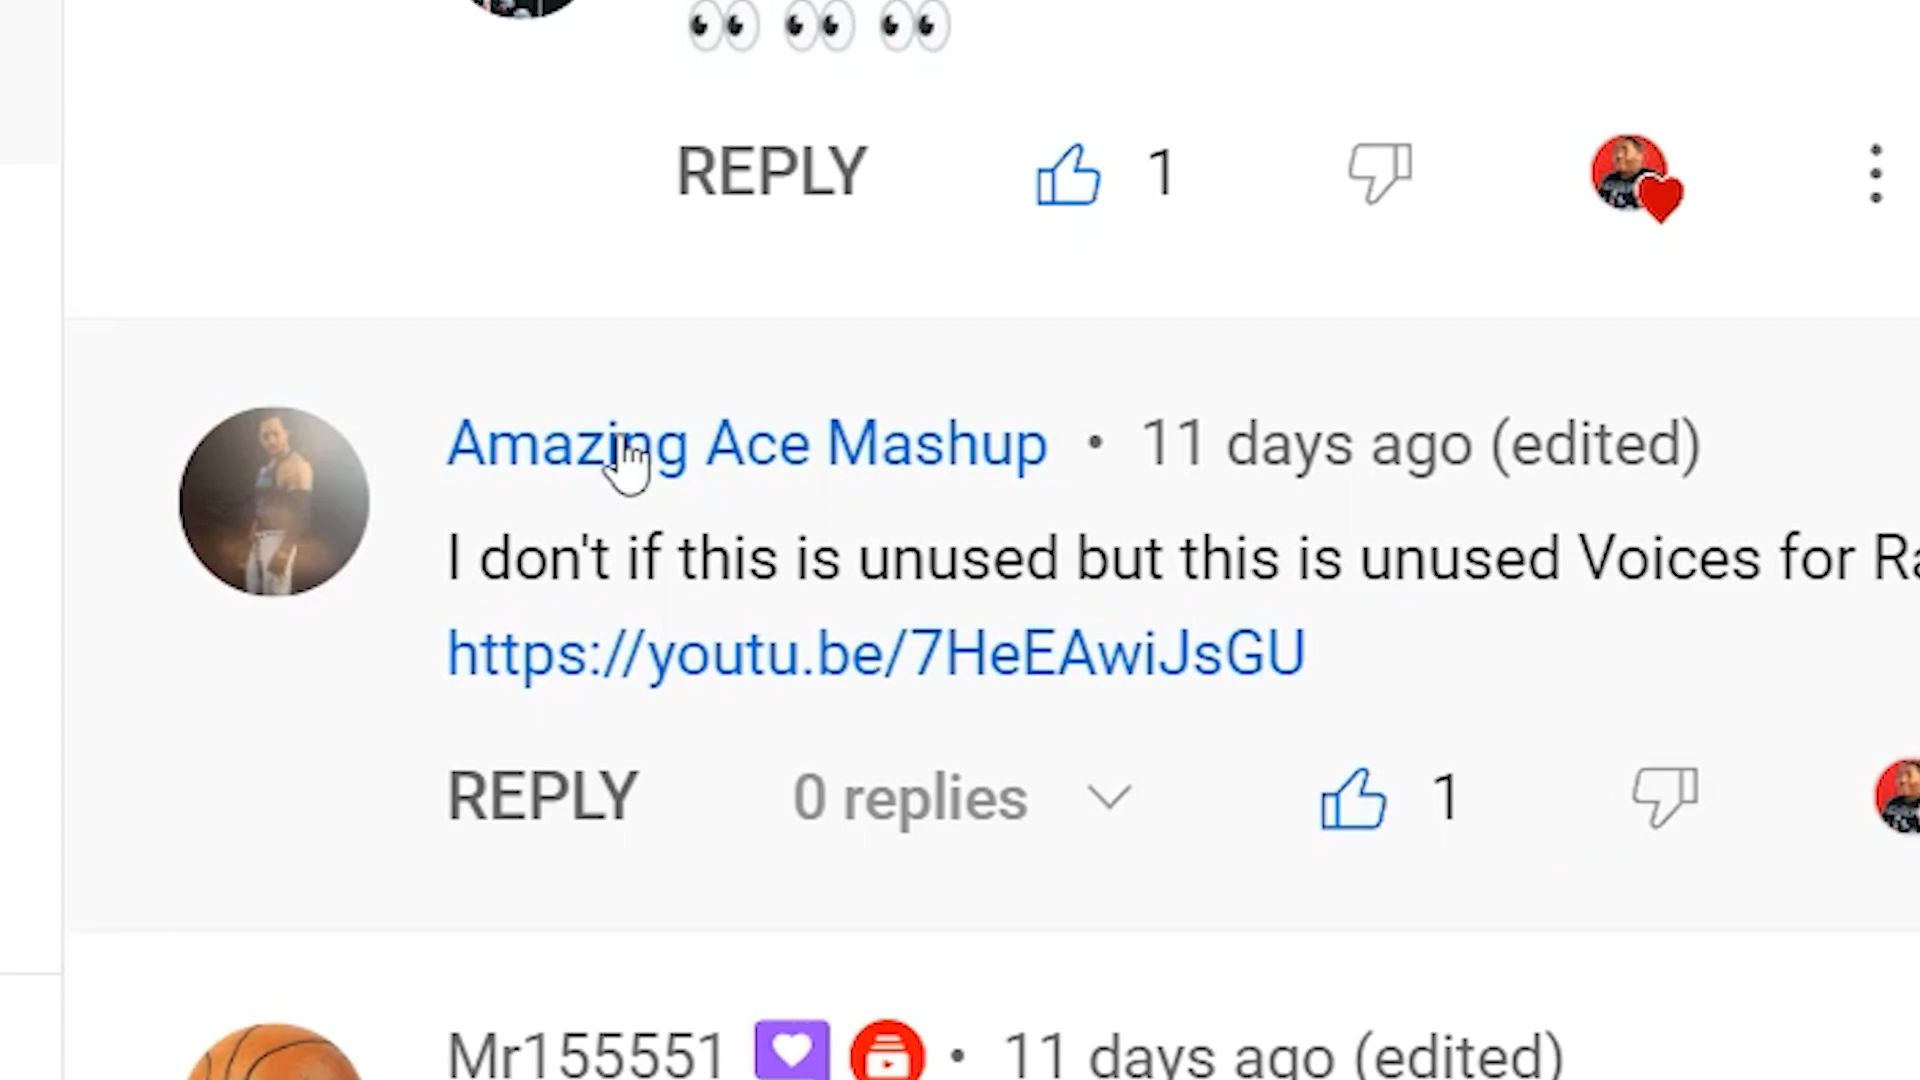 👀 👀 👀
REPLY 1
Amazing Ace Mashup • 11 days ago (edited)
I don't if this is unused but this is unused Voices for
https://youtu.be/7HeEAwiJsGU
REPLY 0 replies 1
Mr155551 • 11 days ago (edited)